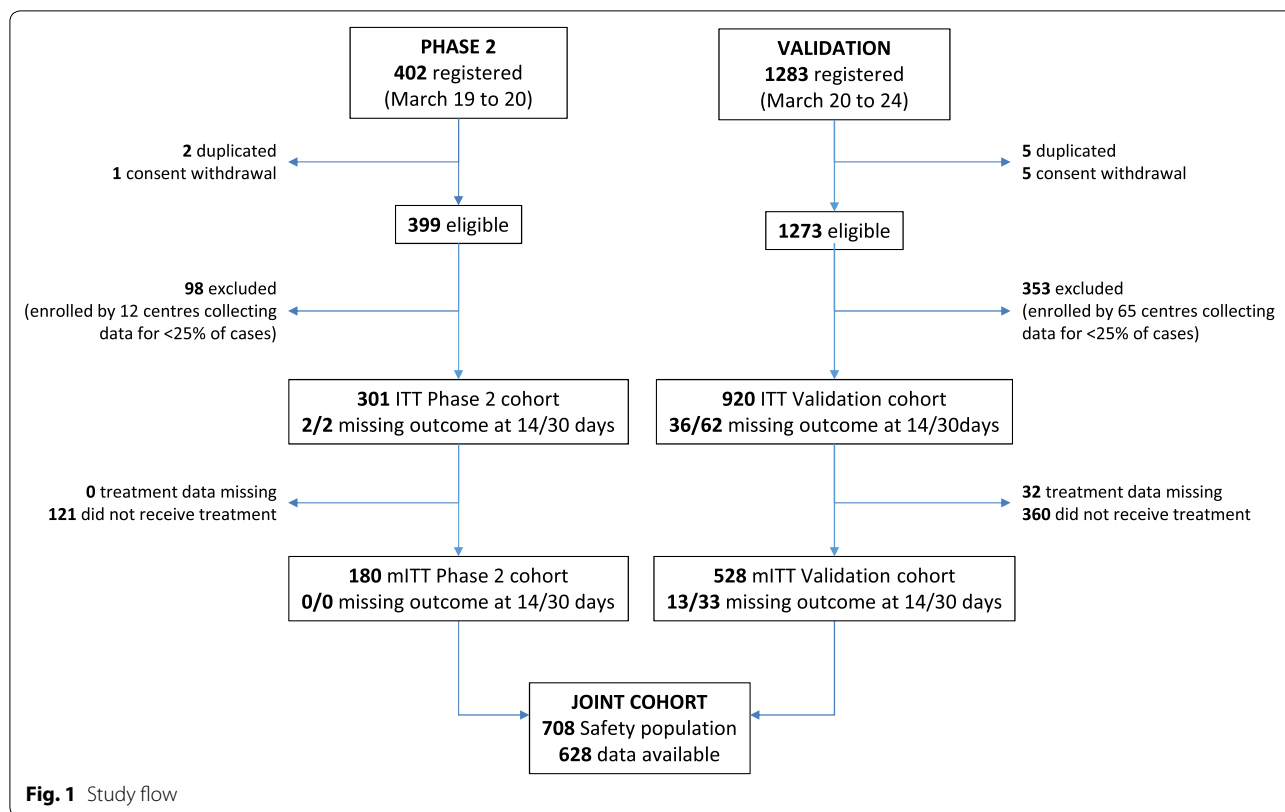 PHASE 2
402 registered
(March 19 to 20)
VALIDATION
1283 registered
(March 20 to 24)
2 duplicated
1 consent withdrawal
5 duplicated
5 consent withdrawal
399 eligible
1273 eligible
98 excluded
(enrolled by 12 centres collecting
data for <25% of cases)
353 excluded
(enrolled by 65 centres collecting
data for <25% of cases)
301 ITT Phase 2 cohort
2/2 missing outcome at 14/30 days
920 ITT Validation cohort
36/62 missing outcome at 14/30days
0 treatment data missing
121 did not receive treatment
32 treatment data missing
360 did not receive treatment
180 mITT Phase 2 cohort
0/0 missing outcome at 14/30 days
528 mITT Validation cohort
13/33 missing outcome at 14/30 days
JOINT COHORT
708 Safety population
628 data available
Fig. 1 Study flow